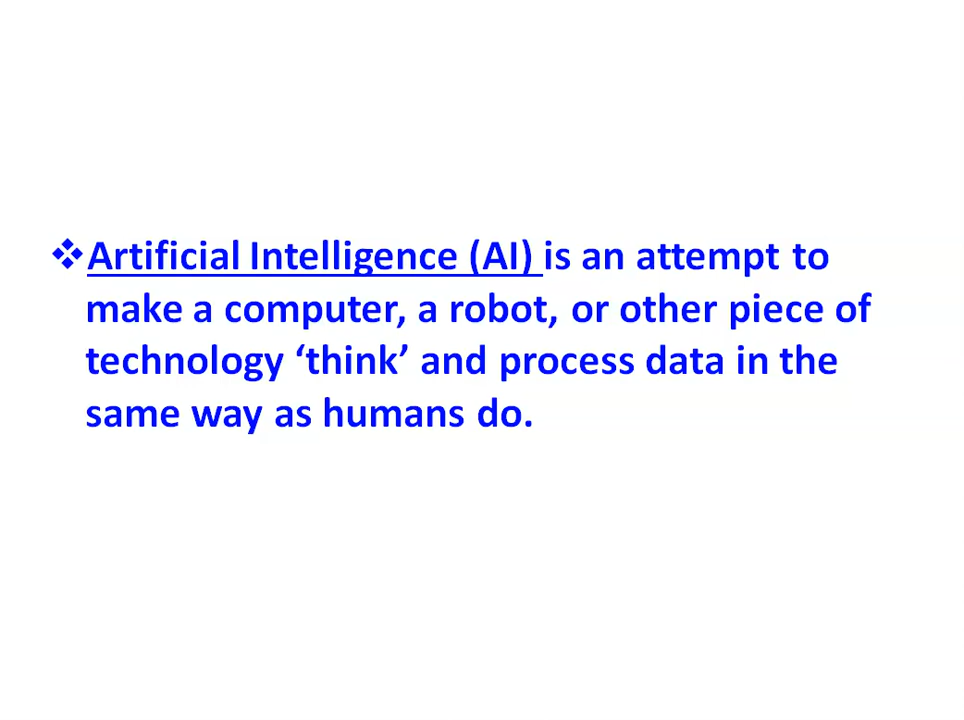 ❖Artificial Intelligence (AI) is an attempt to
make a computer, a robot, or other piece of
technology ‘think’ and process data in the
same way as humans do.